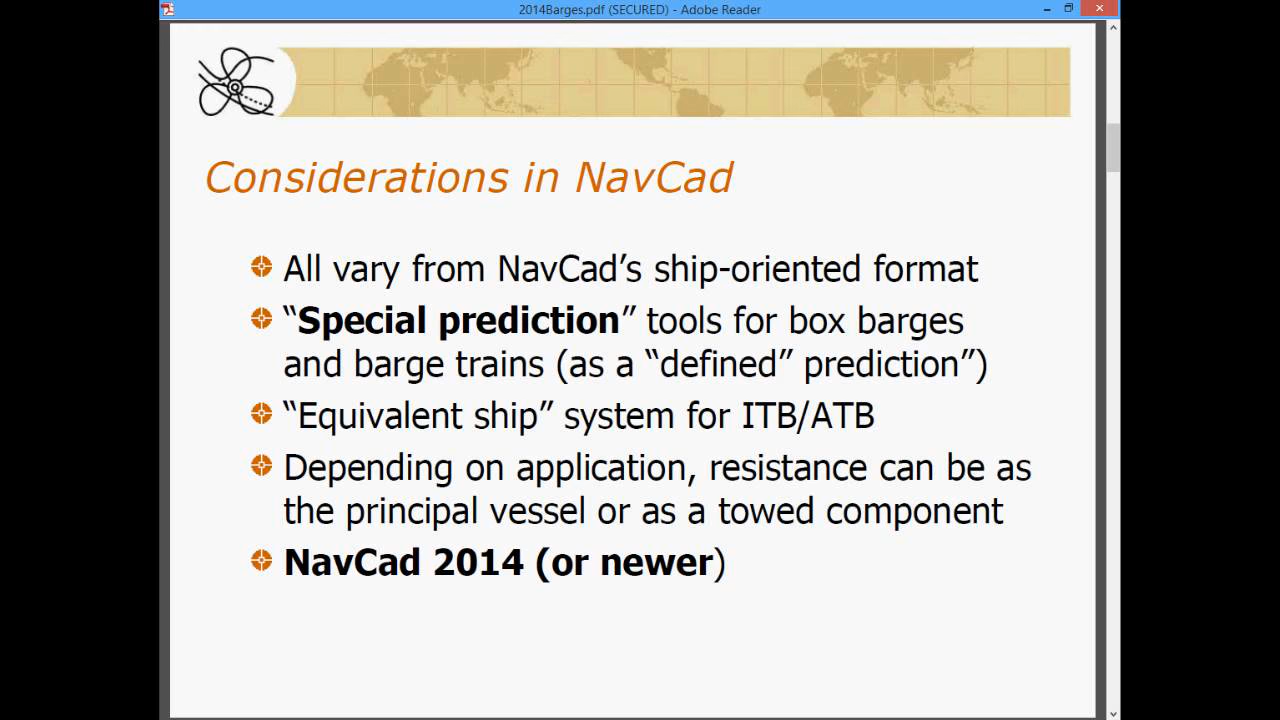 2014Barges.pdf (SECURED) - Adobe Reader
Considerations in NavCad
All vary from NavCad’s ship-oriented format
“Special prediction” tools for box barges
and barge trains (as a “defined” prediction”)
“Equivalent ship” system for ITB/ATB
Depending on application, resistance can be as
the principal vessel or as a towed component
NavCad 2014 (or newer)